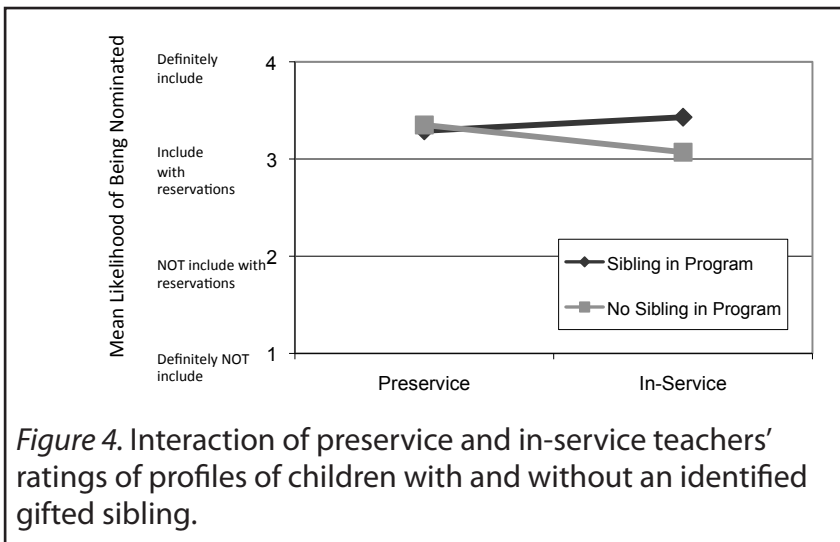 Mean Likelihood of Being Nominated
Definitely
include
4
Include
with
reservations
3
NOT include with
reservations
2
Definitely NOT
include
1
Sibling in Program
No Sibling in Program
Preservice
In-Service
Figure 4. Interaction of preservice and in-service teachers’
ratings of profiles of children with and without an identified
gifted sibling.